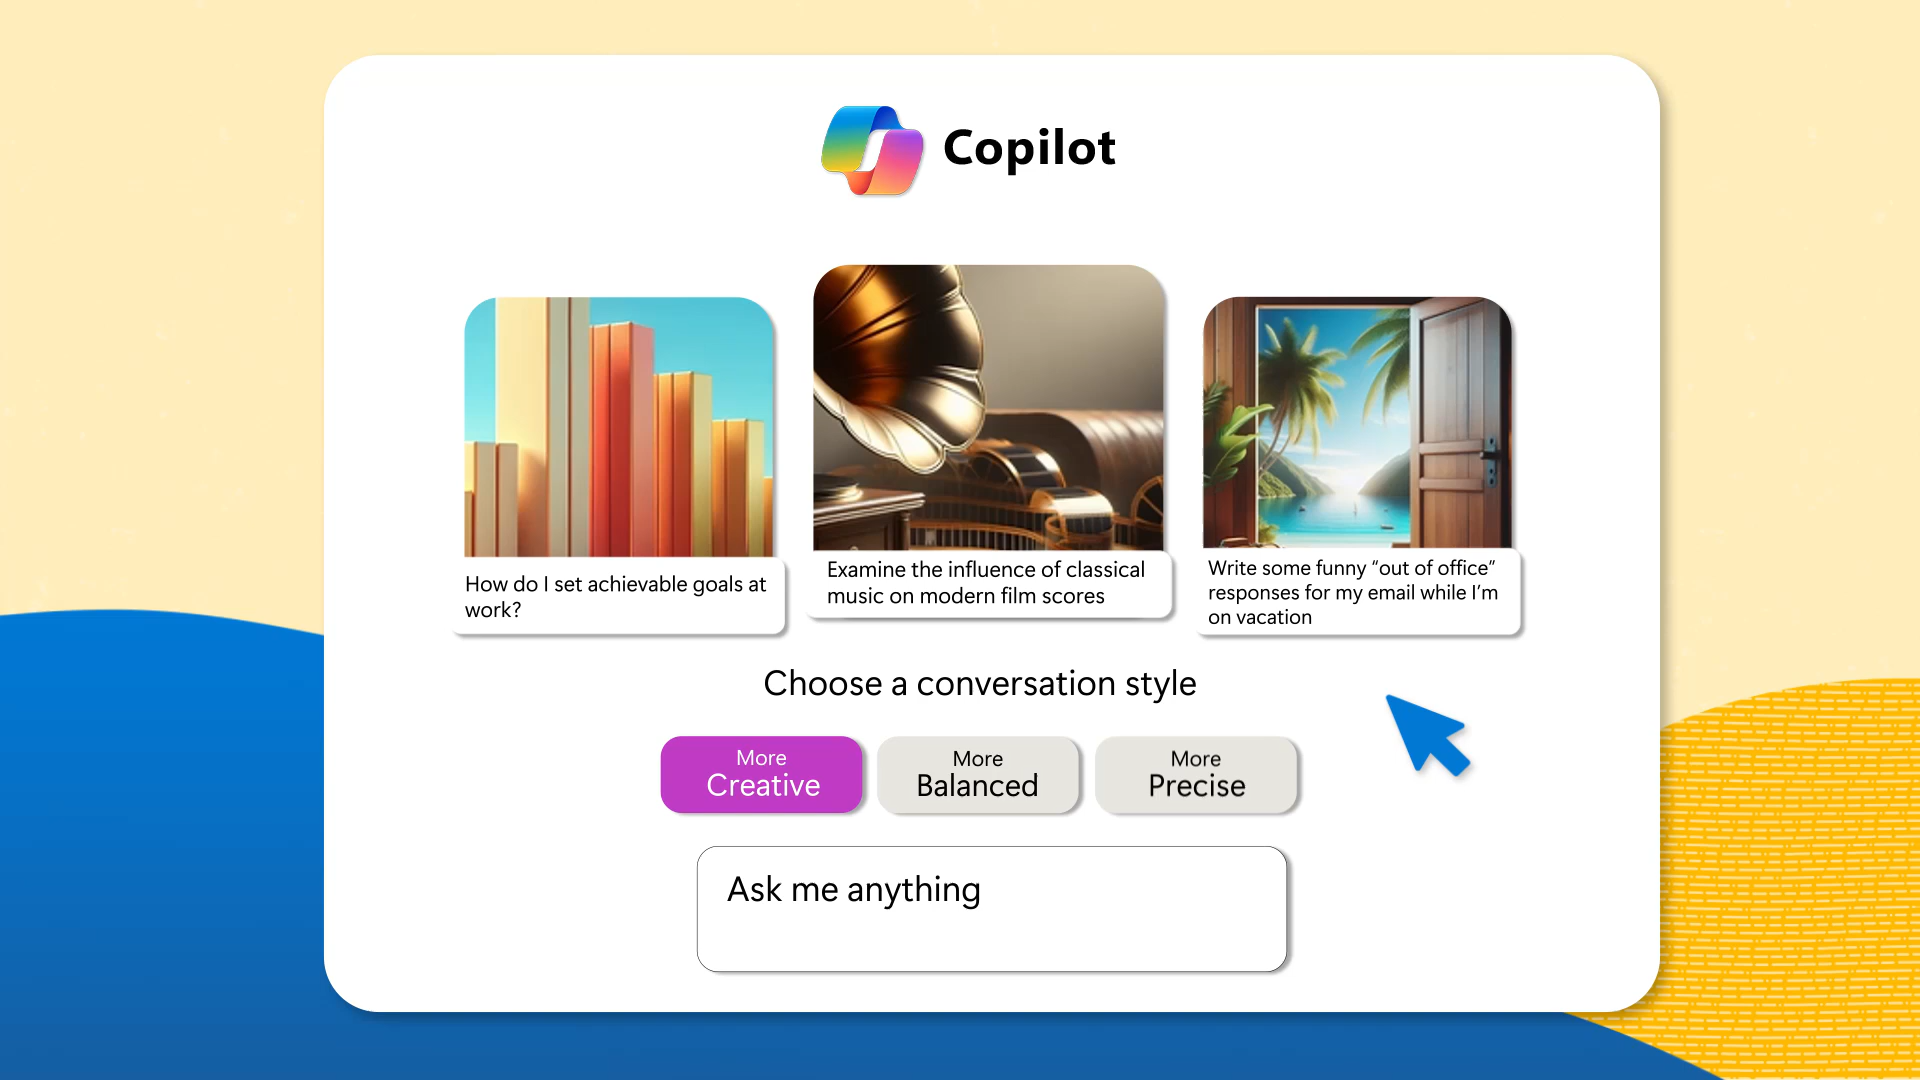 Copilot
How do I set achievable goals at
work?
Examine the influence of classical
music on modern film scores
Write some funny “out of office”
responses for my email while I’m
on vacation
Choose a conversation style
More
Creative
More
Balanced
More
Precise
Ask me anything